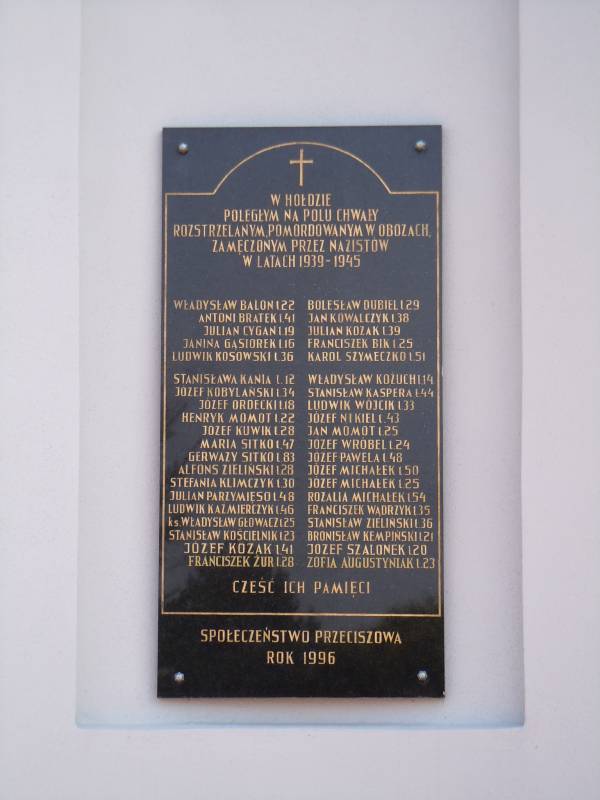 W HOŁDZIE
POLEGŁYM NA POLU CHWAŁY
ROZSTRZELANYM, POMORDOWANYM W OBOZACH,
ZAMĘCZONYM PRZEZ NAZISTÓW
W LATACH 1939-1945
WŁADYSŁAW BALON L.22 BOLESŁAW DUBIEL L.29
ANTONI BRATEK L.41 JAN KOWALCZYK L.38
JULIAN CYGAN L.19 JULIAN KOZAK L.39
JANINA GĄSIOREK L.16 FRANCISZEK BIK L.25
LUDWIK KOSOWSKI L.36 KAROL SZYMECZKO L.51
STANISŁAWA KANIA L.12 WŁADYSŁAW KOŻUCH L.14
JÓZEF KOBYLAŃSKI L.34 STANISŁAW KASPERA L.44
JÓZEF ORDECKI L.18 LUDWIK WÓJCIK L.33
HENRYK MOMOT L.22 JÓZEF NIKIEL L.43
JÓZEF KUWIK L.28 JAN MOMOT L.25
MARIA SITKO L.47 JÓZEF WRÓBEL L.24
GERWAZY SITKO L.83 JÓZEF PAWELA L.48
ALFONS ZIELIŃSKI L.28 JÓZEF MICHAŁEK L.50
STEFANIA KLIMCZYK L.30 JÓZEF MICHAŁEK L.25
JULIAN PARZYMIĘSO L.48 ROZALIA MICHAŁEK L.54
LUDWIK KAŹMIERCZYK L.46 FRANCISZEK WĄDRZYK L.35
ks. WŁADYSŁAW GŁOWACZ L.25 STANISŁAW ZIELIŃSKI L.36
STANISŁAW KOŚCIELNIK L.23 BRONISŁAW KEMPIŃSKI L.21
JÓZEF KOZAK L.41 JÓZEF SZALONEK L.20
FRANCISZEK ŻUR L.28 ZOFIA AUGUSTYNIAK L.23
CZEŚĆ ICH PAMIĘCI
SPOŁECZEŃSTWO PRZECISZOWA
ROK 1996